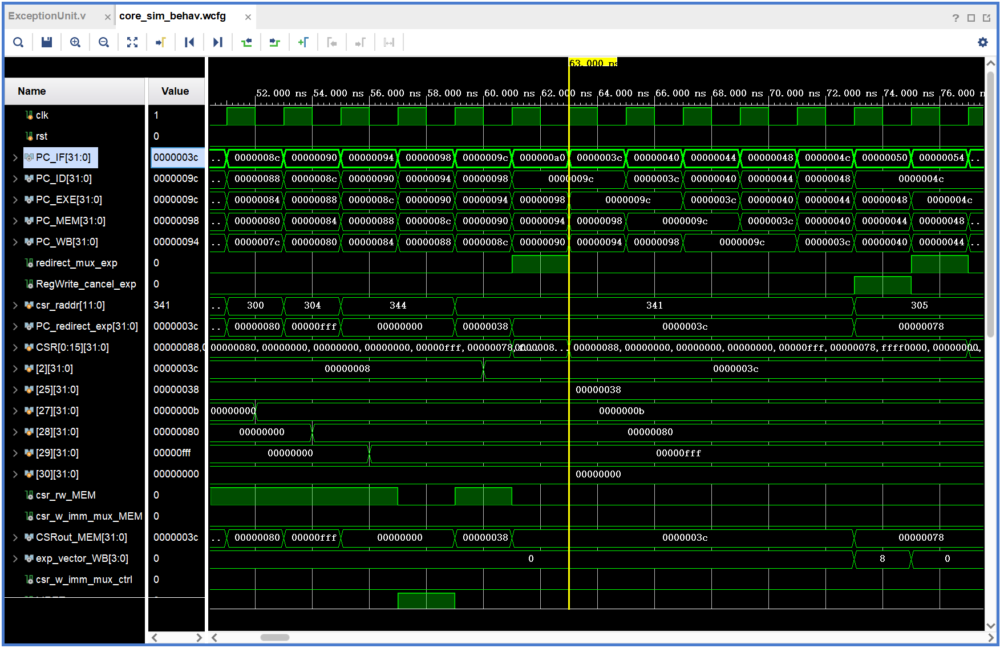 ExceptionUnit.v × core_sim_behav.wcfg ×
63.000 ns
Name Value 52.000 ns 54.000 ns 56.000 ns 58.000 ns 60.000 ns 62.000 ns 64.000 ns 66.000 ns 68.000 ns 70.000 ns 72.000 ns 74.000 ns 76.000 n
clk 1
rst 0
PC_IF[31:0] 0000003c .. 0000008c 00000090 00000094 00000098 0000009c 000000a0 0000003c 00000040 00000044 00000048 0000004c 00000050 00000054 ..
PC_ID[31:0] 0000009c .. 00000088 0000008c 00000090 00000094 00000098 0000009c 0000003c 00000040 00000044 00000048 0000004c
PC_EXE[31:0] 0000009c .. 00000084 00000088 0000008c 00000090 00000094 00000098 0000009c 0000003c 00000040 00000044 00000048 0000004c
PC_MEM[31:0] 00000098 .. 00000080 00000084 00000088 0000008c 00000090 00000094 00000098 0000009c 0000003c 00000040 00000044 00000048 ..
PC_WB[31:0] 00000094 .. 0000007c 00000080 00000084 00000088 0000008c 00000090 00000094 00000098 0000009c 0000003c 00000040 00000044 ..
redirect_mux_exp 0
RegWrite_cancel_exp 0
csr_raddr[11:0] 341 .. 300 304 344 341 305
PC_redirect_exp[31:0] 0000003c .. 00000080 00000fff 00000000 00000038 0000003c 00000078
CSR[0:15][31:0] 00000088,0 00000080,00000000,00000000,00000000,00000fff,00000078,f... 000008... 00000088,00000000,00000000,00000000,00000fff,00000078,ffff0000,00000000,
[2][31:0] 0000003c 00000008 0000003c
[25][31:0] 00000038 00000038
[27][31:0] 0000000b 00000000 0000000b
[28][31:0] 00000080 00000000 00000080
[29][31:0] 00000fff 00000000 00000fff
[30][31:0] 00000000 00000000
csr_rw_MEM 0
csr_w_imm_mux_MEM 0
CSRout_MEM[31:0] 0000003c .. 00000080 00000fff 00000000 00000038 0000003c 00000078
exp_vector_WB[3:0] 0 0 8 0
csr_w_imm_mux_ctrl 0